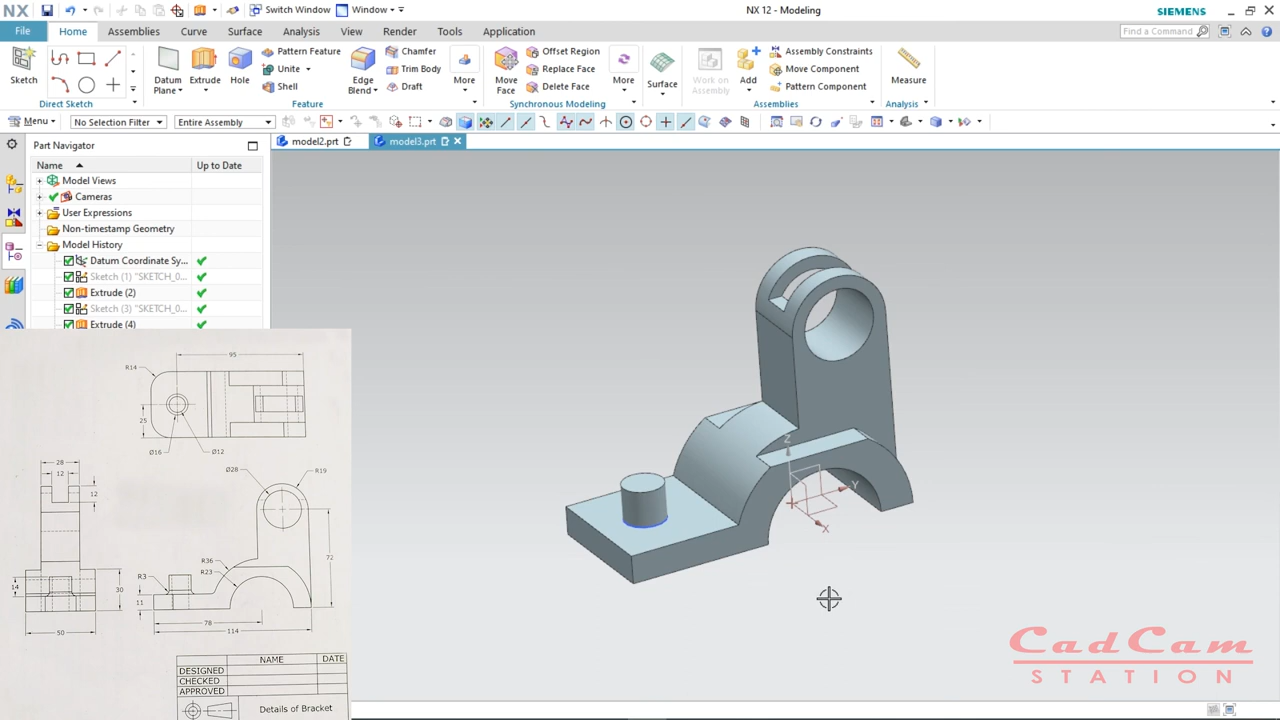 NX
Switch Window
Window
NX 12 - Modeling
SIEMENS
File
Home
Assemblies
Curve
Surface
Analysis
View
Render
Tools
Application
Find a Command
Sketch
Direct Sketch
Datum Plane
Extrude
Hole
Pattern Feature
Unite
Shell
Edge Blend
Chamfer
Trim Body
Draft
More
Feature
Move Face
Offset Region
Replace Face
Delete Face
More
Synchronous Modeling
Surface
Work on Assembly
Add
Assembly Constraints
Move Component
Pattern Component
Assemblies
Measure
Analysis
Menu
No Selection Filter
Entire Assembly
Part Navigator
model2.prt
model3.prt
Name
Up to Date
Model Views
Cameras
User Expressions
Non-timestamp Geometry
Model History
Datum Coordinate Sy...
Sketch (1) "SKETCH_0...
Extrude (2)
Sketch (3) "SKETCH_0...
Extrude (4)
95
R14
25
Ø16
Ø12
28
12
12
Ø28
R19
R36
R23
72
R3
14
30
11
78
50
114
NAME
DATE
DESIGNED
CHECKED
APPROVED
Details of Bracket
Z
Y
X
CadCam
STATION